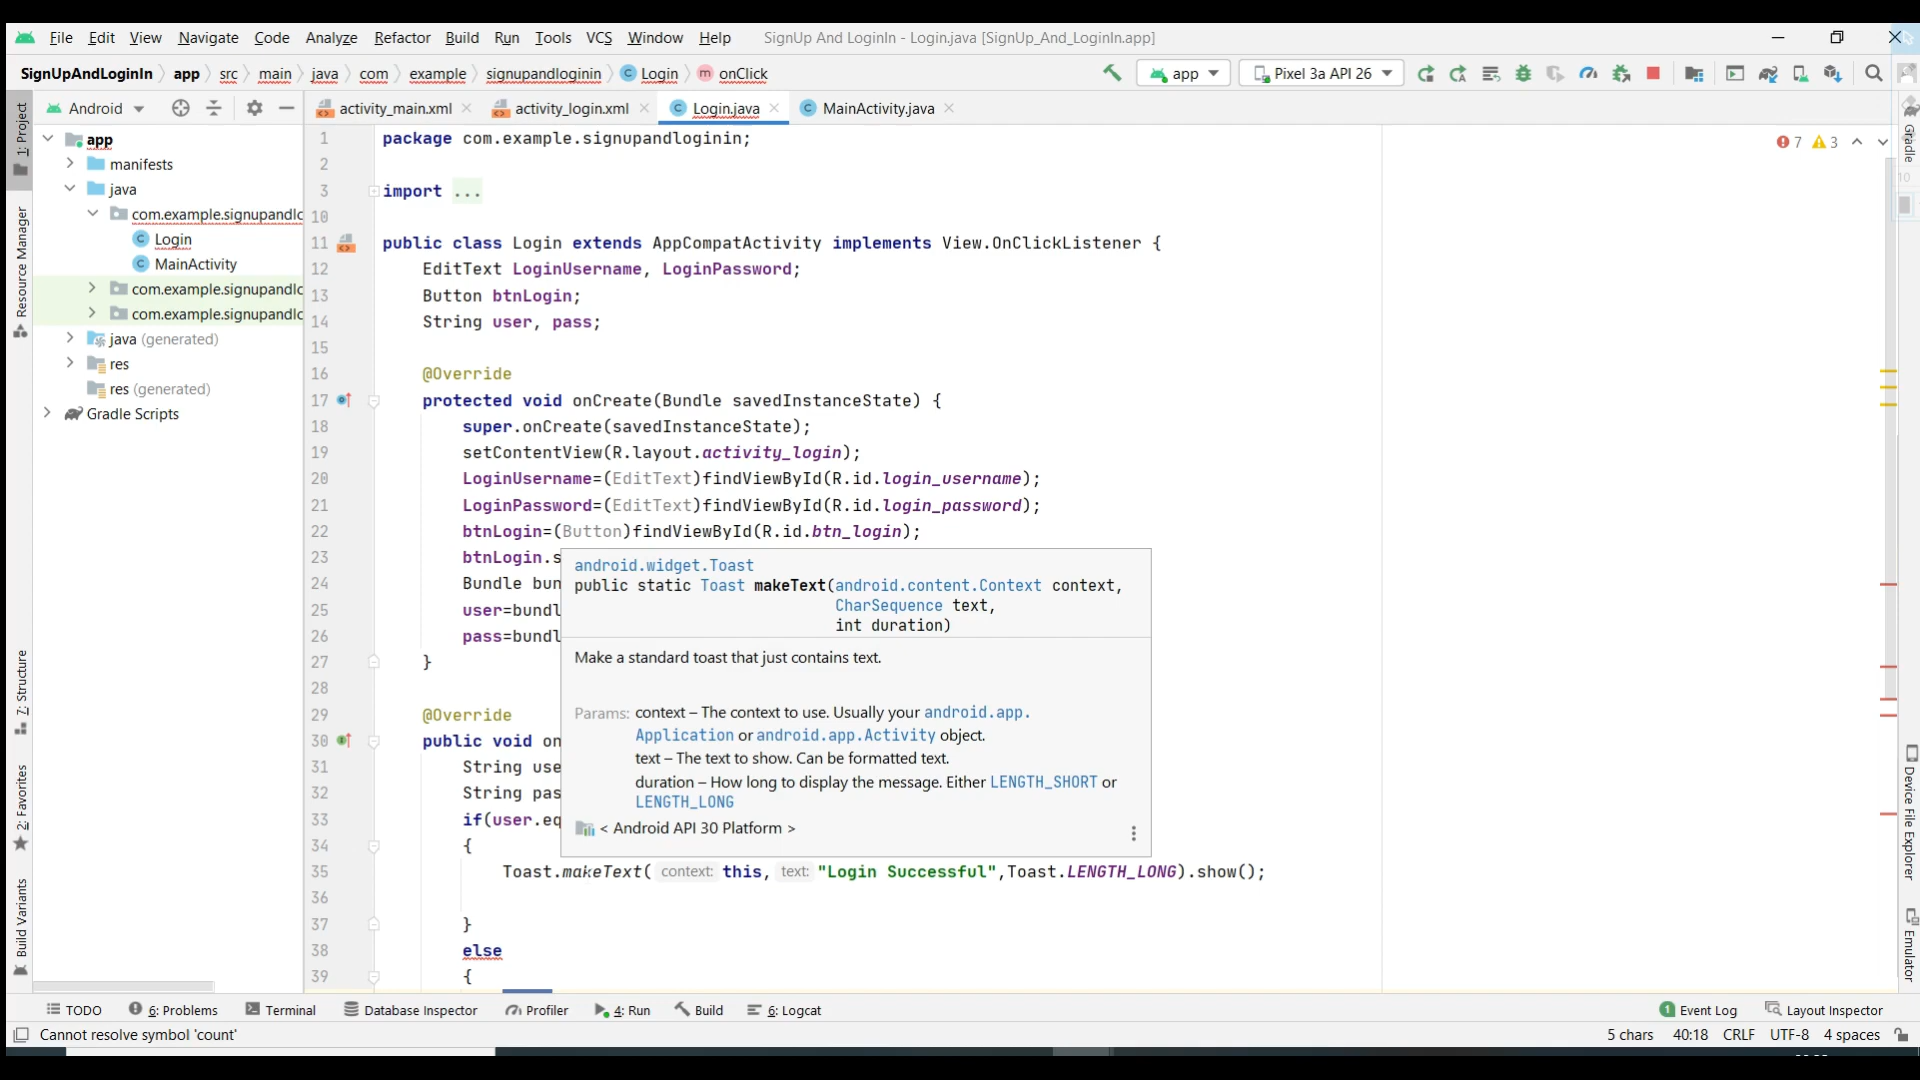 File Edit View Navigate Code Analyze Refactor Build Run Tools VCS Window Help SignUp And LoginIn - Login.java [SignUp_And_LoginIn.app]
SignUpAndLoginIn app src main java com example signupandloginin Login onClick app Pixel 3a API 26
Android activity_main.xml activity_login.xml Login.java MainActivity.java
1: Project
Resource Manager
7: Structure
2: Favorites
Build Variants
app
manifests
java
com.example.signupandlo
Login
MainActivity
com.example.signupandlo
com.example.signupandlo
java (generated)
res
res (generated)
Gradle Scripts
7 3
1 package com.example.signupandloginin;
2
3 import ...
10
11 public class Login extends AppCompatActivity implements View.OnClickListener {
12 EditText LoginUsername, LoginPassword;
13 Button btnLogin;
14 String user, pass;
15
16 @Override
17 protected void onCreate(Bundle savedInstanceState) {
18 super.onCreate(savedInstanceState);
19 setContentView(R.layout.activity_login);
20 LoginUsername=(EditText)findViewById(R.id.login_username);
21 LoginPassword=(EditText)findViewById(R.id.login_password);
22 btnLogin=(Button)findViewById(R.id.btn_login);
23 btnLogin.s
24 Bundle bun
25 user=bundl
26 pass=bundl
27 }
28
29 @Override
30 public void on
31 String use
32 String pas
33 if(user.eq
34 {
35 Toast.makeText( context: this, text: "Login Successful",Toast.LENGTH_LONG).show();
36
37 }
38 else
39 {
android.widget.Toast
public static Toast makeText(android.content.Context context,
CharSequence text,
int duration)
Make a standard toast that just contains text.
Params: context – The context to use. Usually your android.app.
Application or android.app.Activity object.
text – The text to show. Can be formatted text.
duration – How long to display the message. Either LENGTH_SHORT or
LENGTH_LONG
< Android API 30 Platform >
Gradle
10
Device File Explorer
Emulator
TODO 6: Problems Terminal Database Inspector Profiler 4: Run Build 6: Logcat 1 Event Log Layout Inspector
Cannot resolve symbol 'count' 5 chars 40:18 CRLF UTF-8 4 spaces